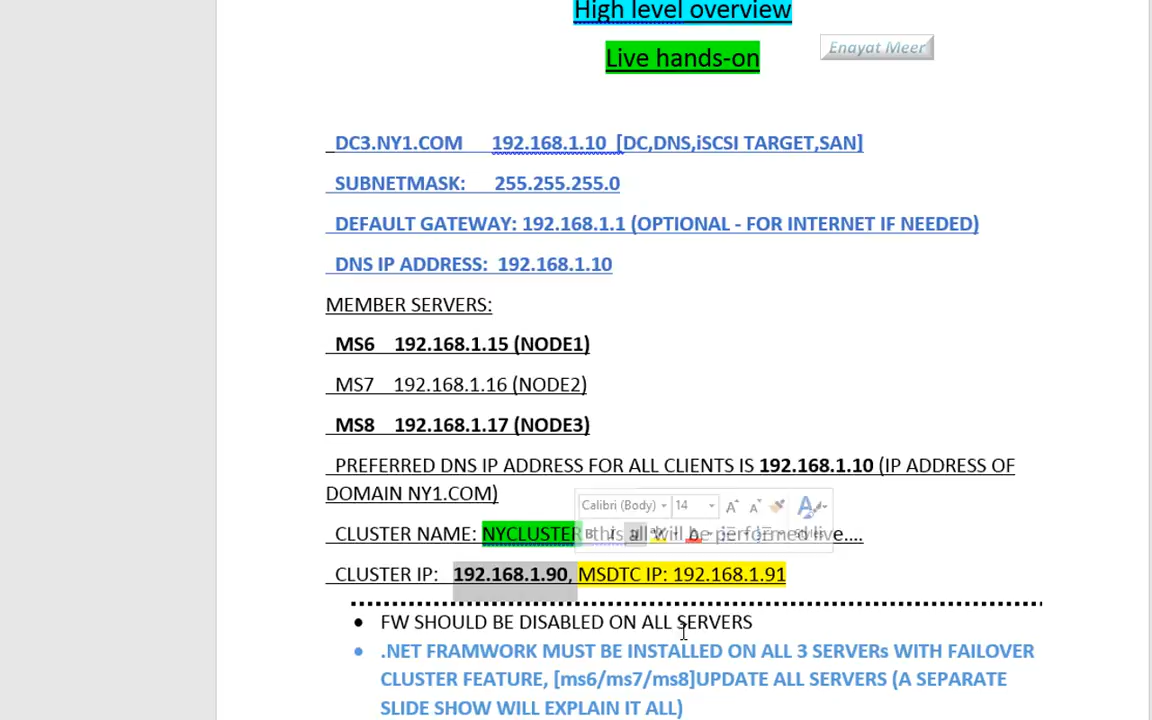 High level overview
Live hands-on
Enayat Meer
DC3.NY1.COM 192.168.1.10 [DC,DNS,iSCSI TARGET,SAN]
SUBNETMASK: 255.255.255.0
DEFAULT GATEWAY: 192.168.1.1 (OPTIONAL - FOR INTERNET IF NEEDED)
DNS IP ADDRESS: 192.168.1.10
MEMBER SERVERS:
MS6 192.168.1.15 (NODE1)
MS7 192.168.1.16 (NODE2)
MS8 192.168.1.17 (NODE3)
PREFERRED DNS IP ADDRESS FOR ALL CLIENTS IS 192.168.1.10 (IP ADDRESS OF
DOMAIN NY1.COM)
Calibri (Body) 14
CLUSTER NAME: NYCLUSTER this all will be performed live....
CLUSTER IP: 192.168.1.90, MSDTC IP: 192.168.1.91
• FW SHOULD BE DISABLED ON ALL SERVERS
• .NET FRAMWORK MUST BE INSTALLED ON ALL 3 SERVERs WITH FAILOVER
CLUSTER FEATURE, [ms6/ms7/ms8]UPDATE ALL SERVERS (A SEPARATE
SLIDE SHOW WILL EXPLAIN IT ALL)